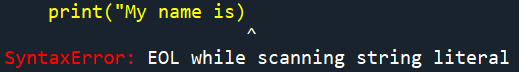 print("My name is)
^
SyntaxError: EOL while scanning string literal